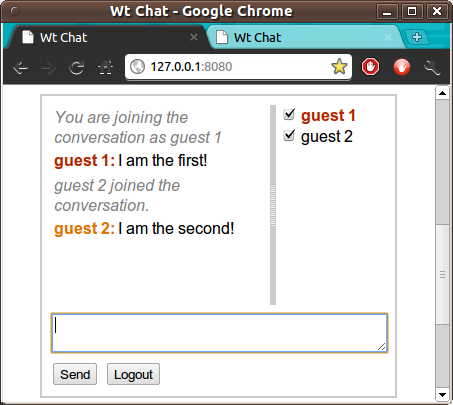 Wt Chat - Google Chrome
Wt Chat
Wt Chat
127.0.0.1:8080
You are joining the
conversation as guest 1
guest 1: I am the first!
guest 2 joined the
conversation.
guest 2: I am the second!
guest 1
guest 2
Send
Logout